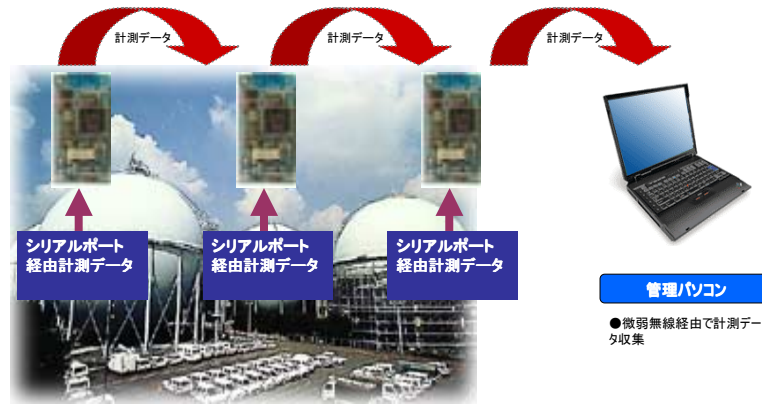 計測データ
計測データ
計測データ
シリアルポート
経由計測データ
シリアルポート
経由計測データ
シリアルポート
経由計測データ
管理パソコン
●微弱無線経由で計測デー
タ収集